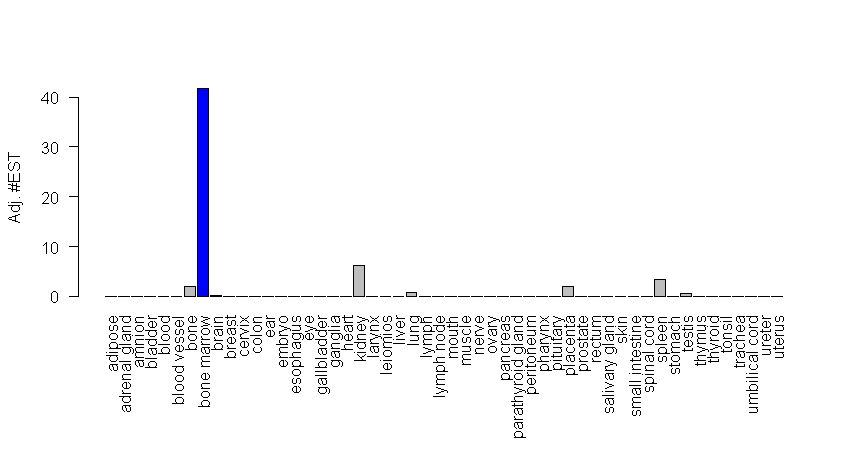 Adj. #EST
40
30
20
10
0
adipose
adrenal gland
amnion
bladder
blood
blood vessel
bone
bone marrow
brain
breast
cervix
colon
ear
embryo
esophagus
eye
gallbladder
ganglia
heart
kidney
larynx
leiomios
liver
lung
lymph
lymph node
mouth
muscle
nerve
ovary
pancreas
parathyroid gland
peritoneum
pharynx
pituitary
placenta
prostate
rectum
salivary gland
skin
small intestine
spinal cord
spleen
stomach
testis
thymus
thyroid
tonsil
trachea
umbilical cord
ureter
uterus